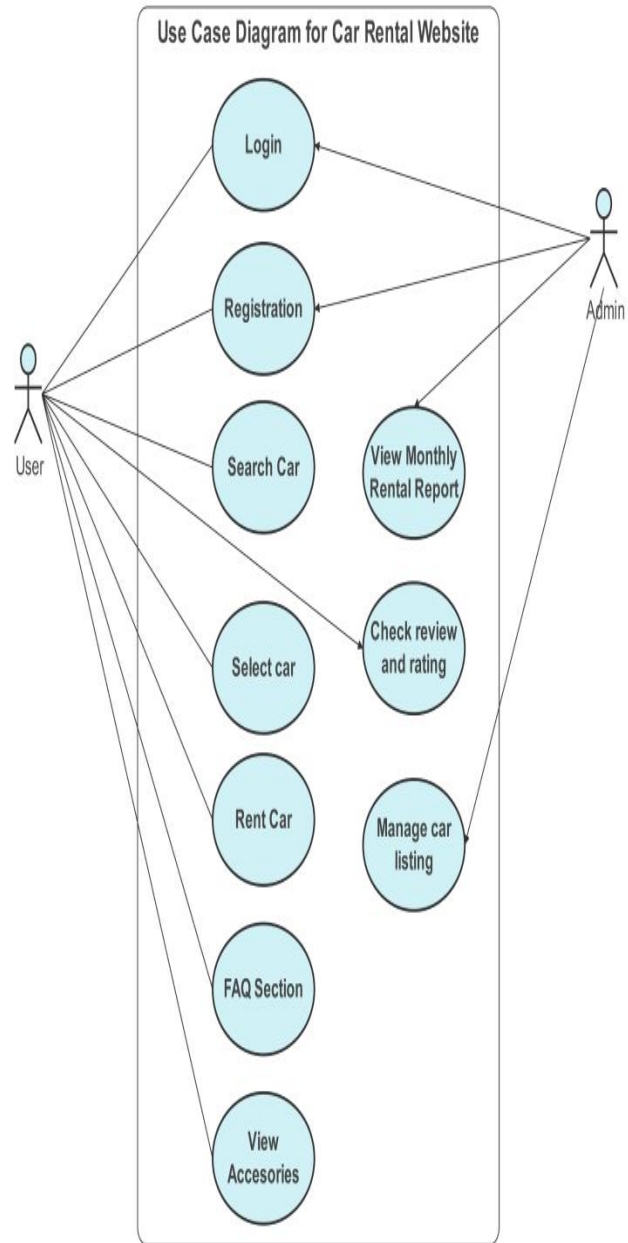 Use Case Diagram for Car Rental Website
Login
Registration
Admin
User
Search Car
View Monthly
Rental Report
Select car
Check review
and rating
Rent Car
Manage car
listing
FAQ Section
View
Accesories